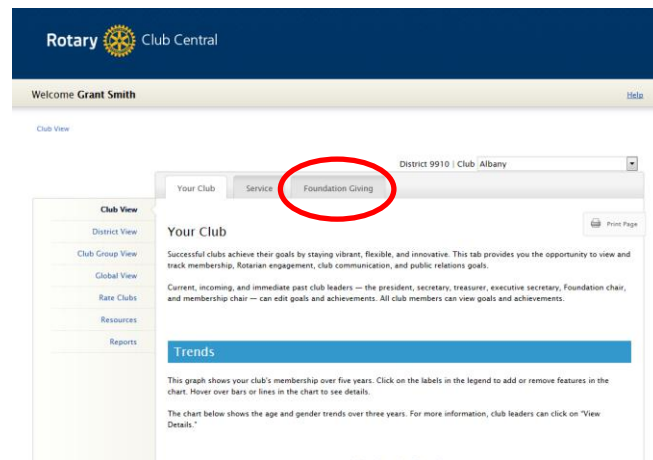 Rotary Club Central
Welcome Grant Smith
Help
Club View
District 9910 | Club Albany
Your Club Service Foundation Giving
Club View
District View
Club Group View
Global View
Rate Clubs
Resources
Reports
Print Page
Your Club
Successful clubs achieve their goals by staying vibrant, flexible, and innovative. This tab provides you the opportunity to view and
track membership, Rotarian engagement, club communication, and public relations goals.
Current, incoming, and immediate past club leaders — the president, secretary, treasurer, executive secretary, Foundation chair,
and membership chair — can edit goals and achievements. All club members can view goals and achievements.
Trends
This graph shows your club's membership over five years. Click on the labels in the legend to add or remove features in the
chart. Hover over bars or lines in the chart to see details.
The chart below shows the age and gender trends over three years. For more information, club leaders can click on "View
Details."